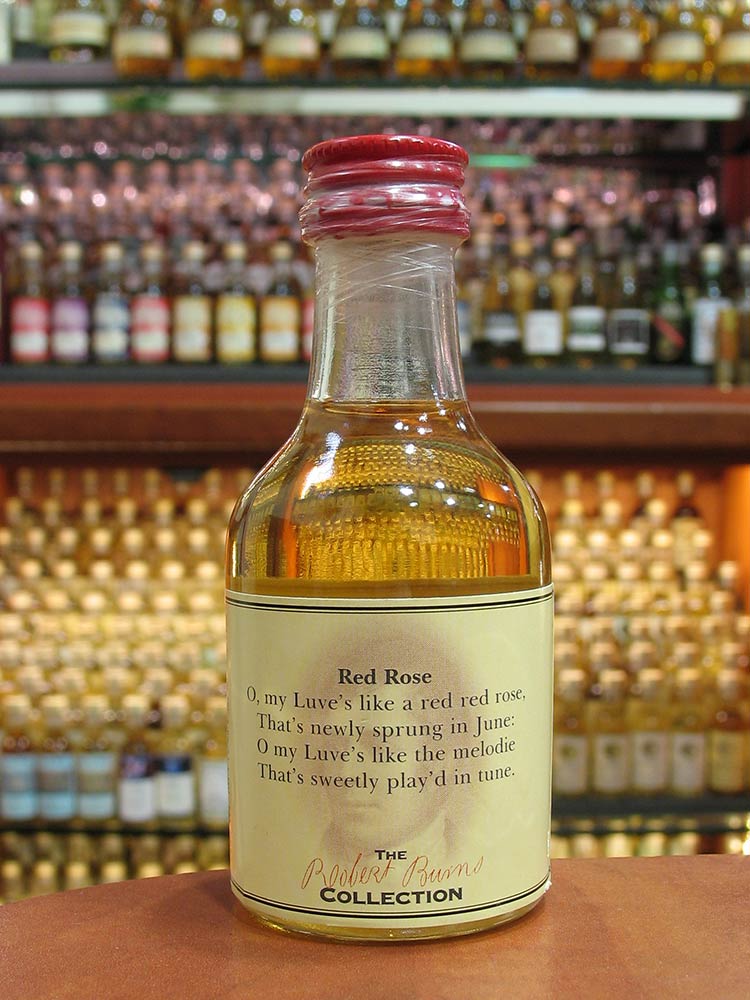 Red Rose
O, my Luve's like a red red rose,
That's newly sprung in June:
O my Luve's like the melodie
That's sweetly play'd in tune.
THE
Robert Burns
COLLECTION